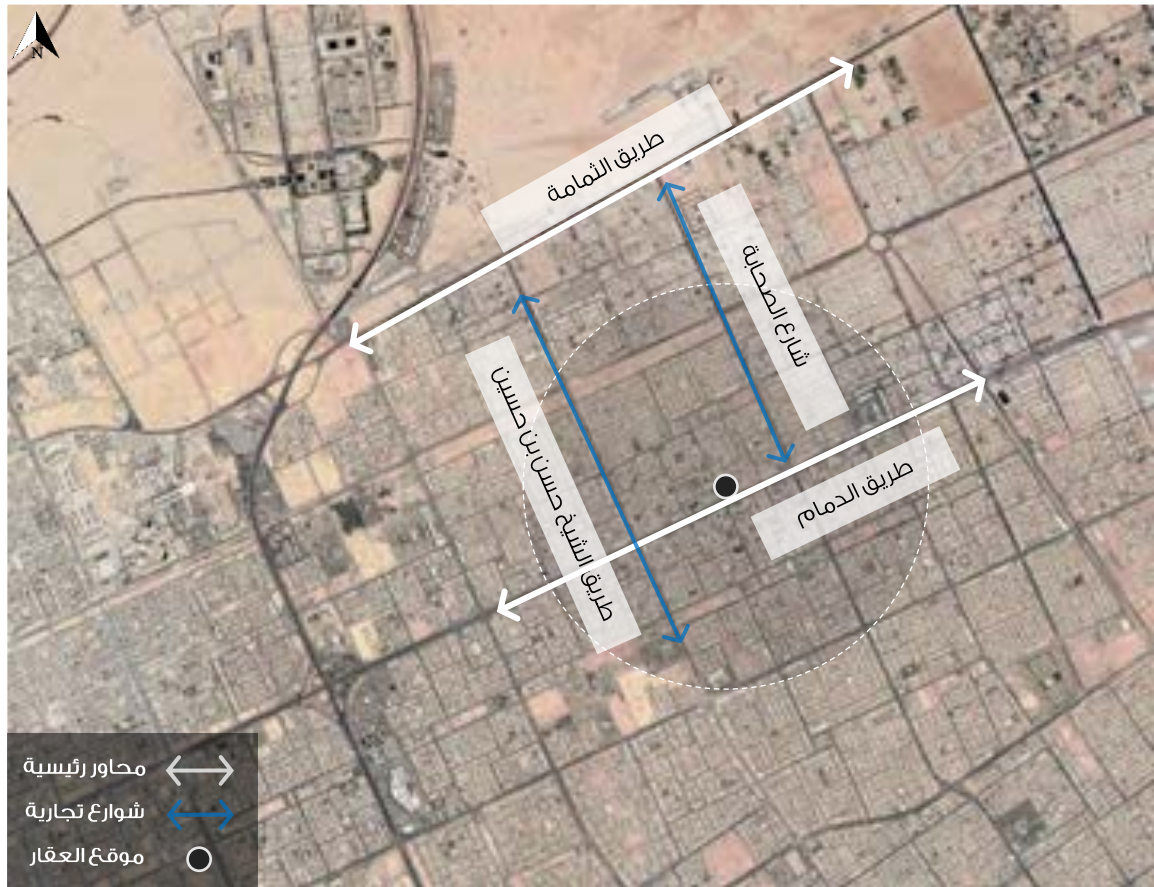 N
طريق الثمامة
شارع الصحابة
طريق الشيخ حسن بن حسين
طريق الدمام
محاور رئيسية
شوارع تجارية
موقع العقار